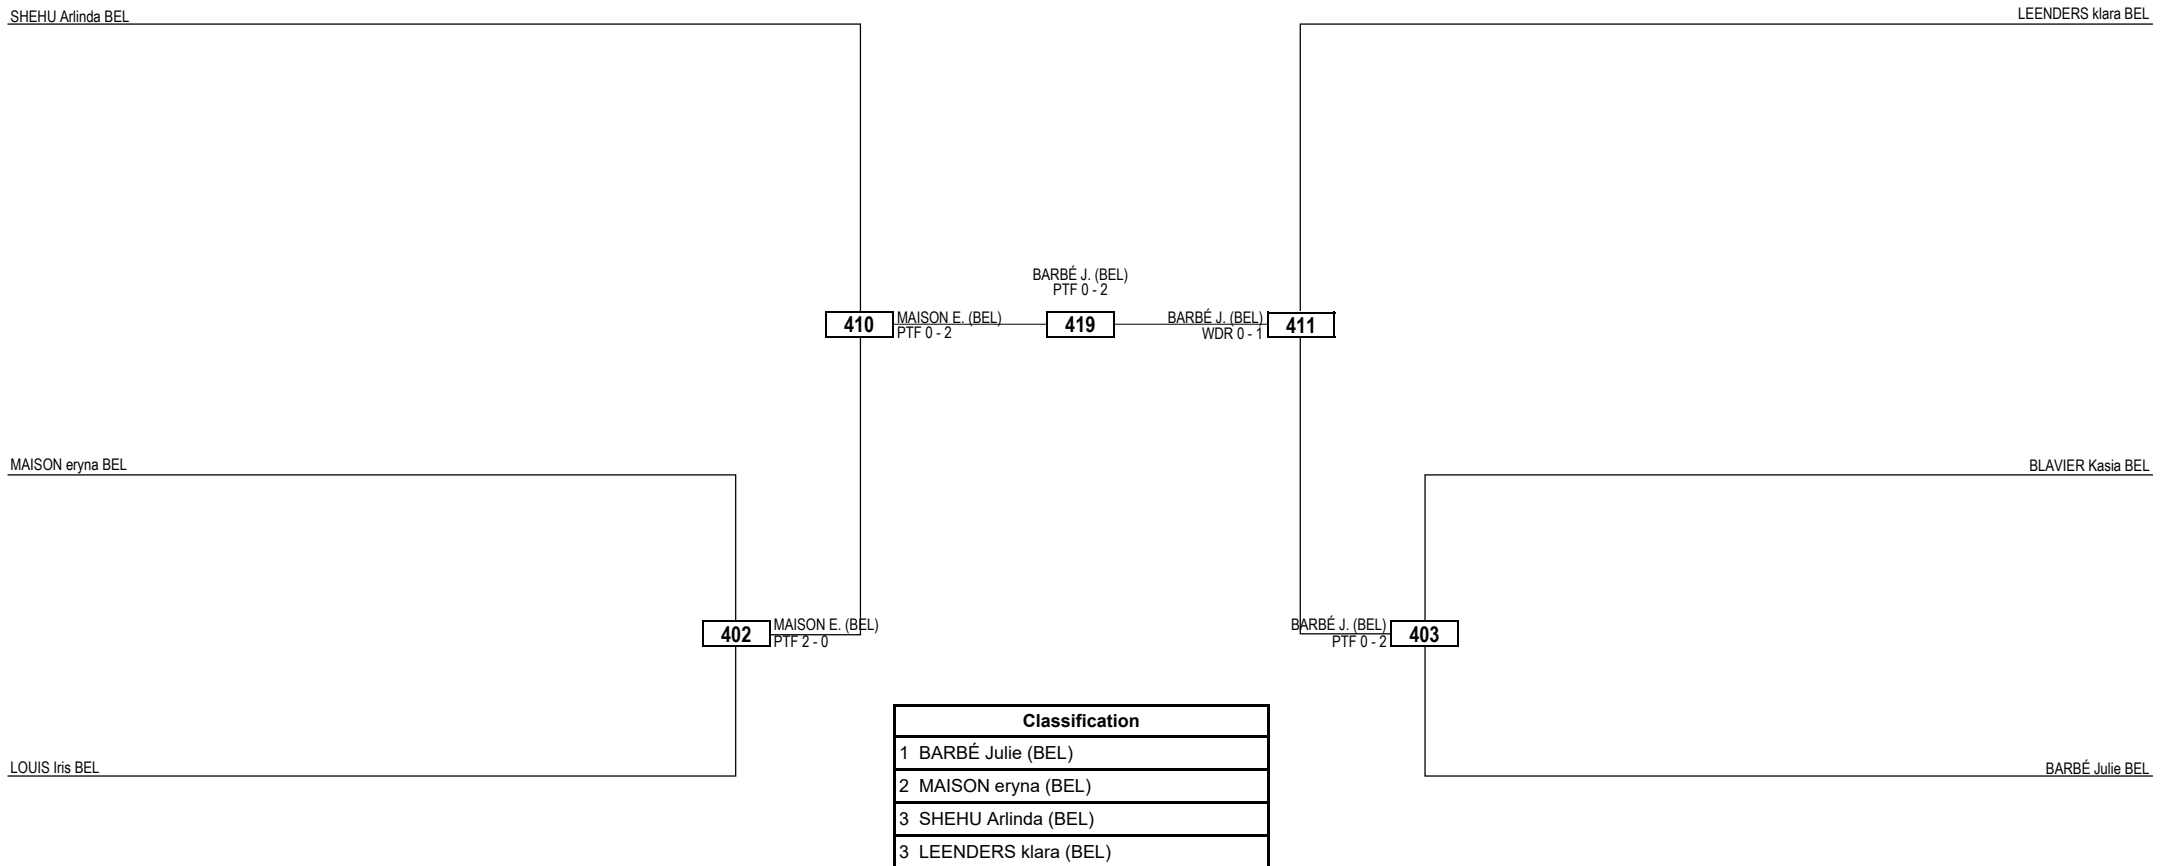 SHEHU Arlinda BEL
LEENDERS klara BEL
BARBÉ J. (BEL)
PTF 0 - 2
410
MAISON E. (BEL)
PTF 0 - 2
419
BARBÉ J. (BEL)
WDR 0 - 1
411
MAISON eryna BEL
BLAVIER Kasia BEL
402
MAISON E. (BEL)
PTF 2 - 0
BARBÉ J. (BEL)
PTF 0 - 2
403
LOUIS Iris BEL
BARBÉ Julie BEL
Classification
1 BARBÉ Julie (BEL)
2 MAISON eryna (BEL)
3 SHEHU Arlinda (BEL)
3 LEENDERS klara (BEL)